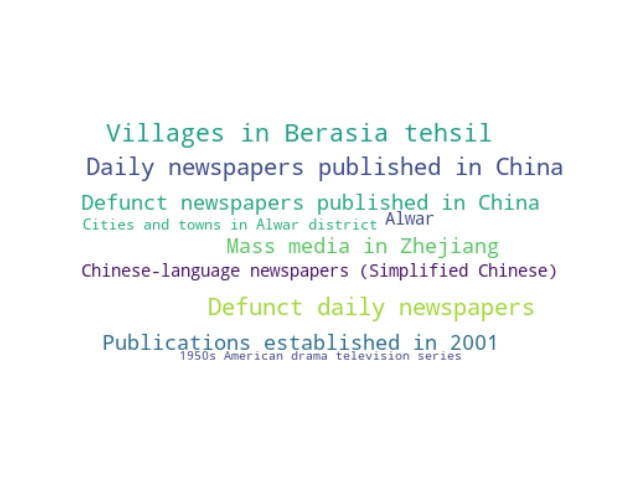 Villages in Berasia tehsil
Daily newspapers published in China
Defunct newspapers published in China
Cities and towns in Alwar district
Alwar
Mass media in Zhejiang
Chinese-language newspapers (Simplified Chinese)
Defunct daily newspapers
Publications established in 2001
1950s American drama television series